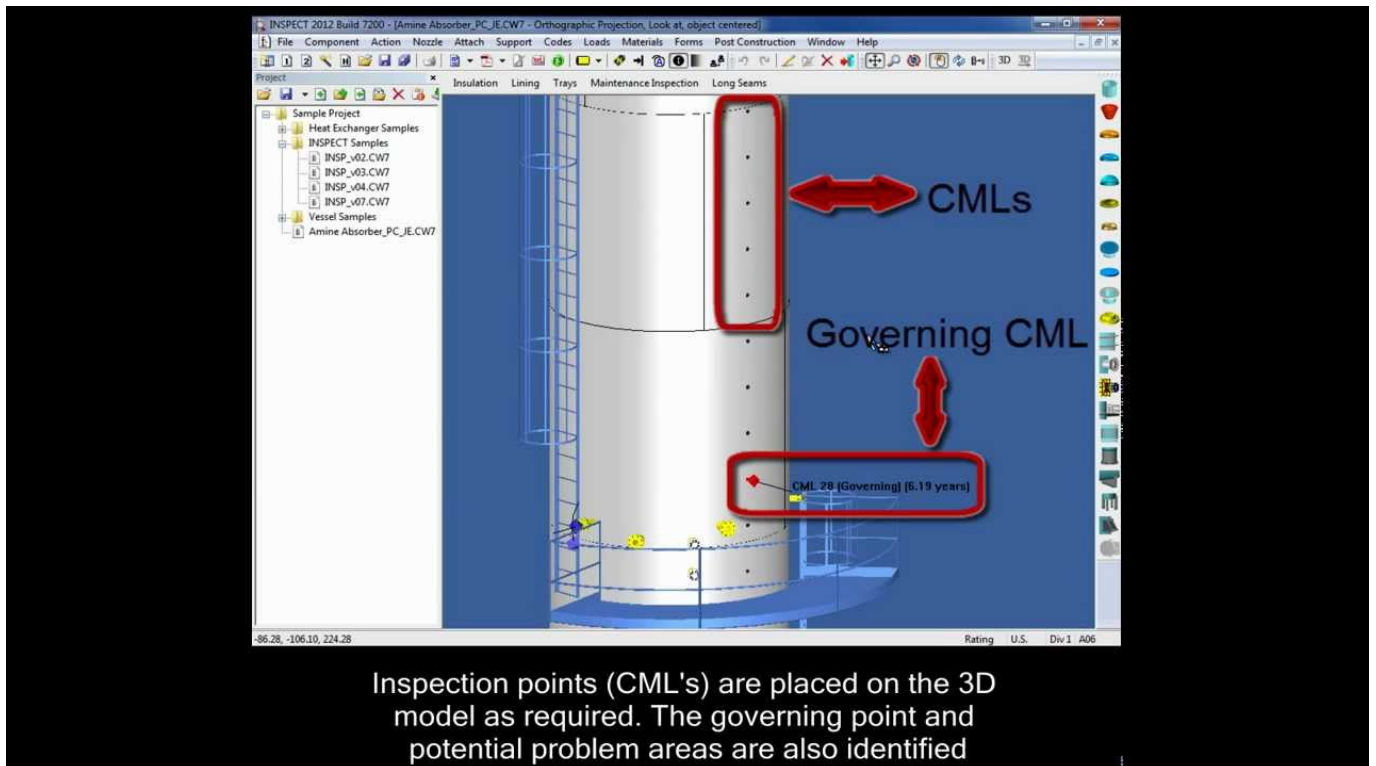 INSPECT 2012 Build 7200 - [Amine Absorber_PC_JE.CW7 - Orthographic Projection, Look at, object centered]
File Component Action Nozzle Attach Support Codes Loads Materials Forms Post Construction Window Help
3D
Project
Insulation Lining Trays Maintenance Inspection Long Seams
Sample Project
Heat Exchanger Samples
INSPECT Samples
INSP_v02.CW7
INSP_v03.CW7
INSP_v04.CW7
INSP_v07.CW7
Vessel Samples
Amine Absorber_PC_JE.CW7
CMLs
Governing CML
CML 28 (Governing) (6.19 years)
-86.28, -106.10, 224.28
Rating U.S. Div 1 A06
Inspection points (CML's) are placed on the 3D
model as required. The governing point and
potential problem areas are also identified